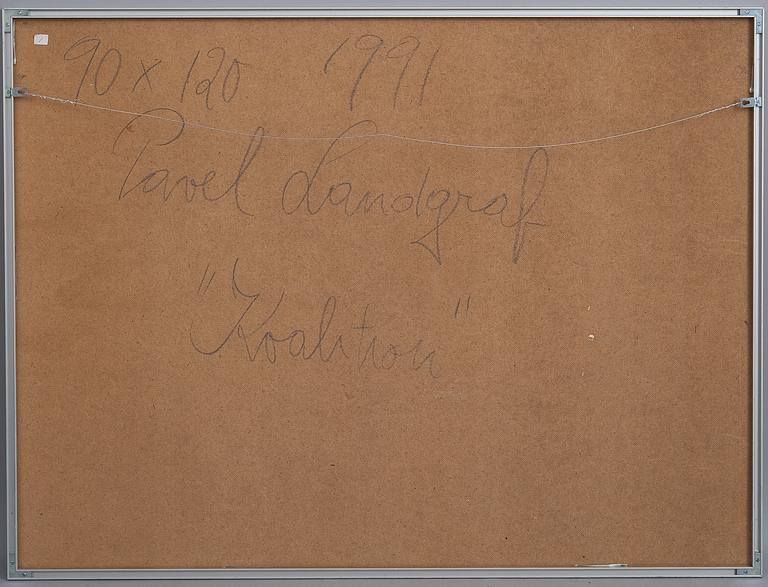 90 x 120 1991
Pavel Landgraf
"Koalition"